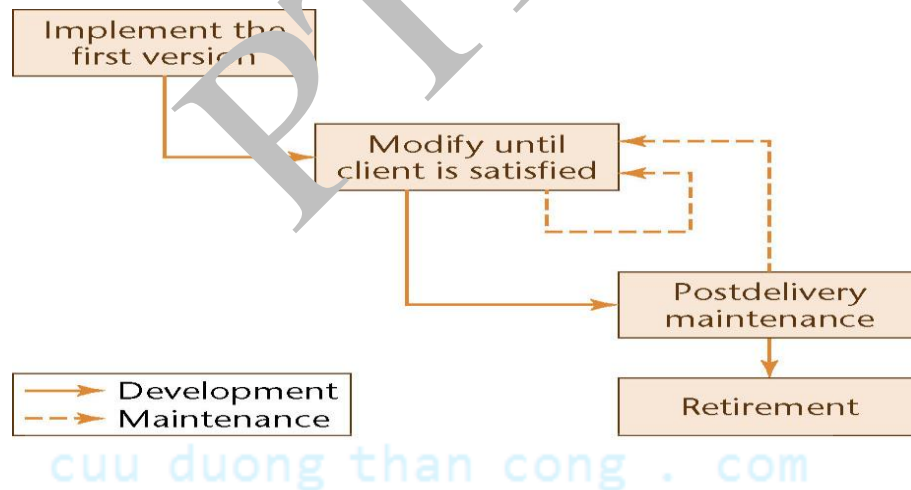 Implement the
first version
Modify until
client is satisfied
Postdelivery
maintenance
Retirement
Development
Maintenance
cuu duong than cong . com